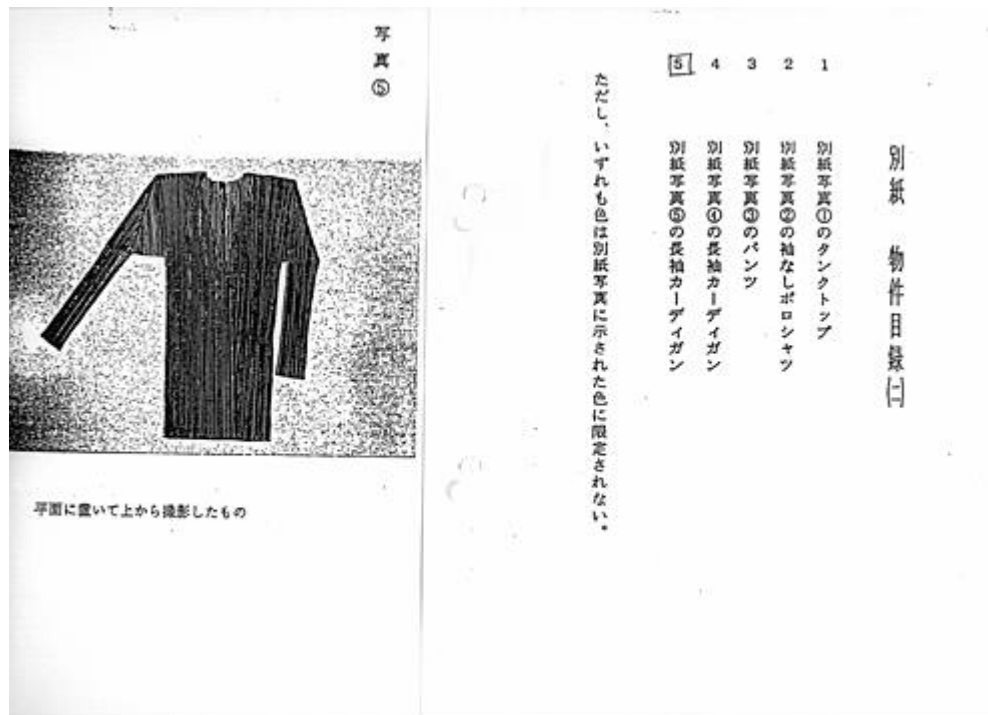 別紙 物件目録(二)
1 別紙写真①のタンクトップ
2 別紙写真②の袖なしポロシャツ
3 別紙写真③のパンツ
4 別紙写真④の長袖カーディガン
5 別紙写真⑤の長袖カーディガン
ただし、いずれも色は別紙写真に示された色に限定されない。
写真⑤
平面に置いて上から撮影したもの